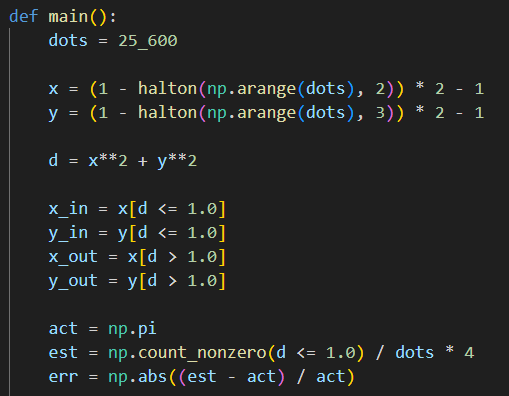 def main():
    dots = 25_600
    x = (1 - halton(np.arange(dots), 2)) * 2 - 1
    y = (1 - halton(np.arange(dots), 3)) * 2 - 1
    d = x**2 + y**2
    x_in = x[d <= 1.0]
    y_in = y[d <= 1.0]
    x_out = x[d > 1.0]
    y_out = y[d > 1.0]
    act = np.pi
    est = np.count_nonzero(d <= 1.0) / dots * 4
    err = np.abs((est - act) / act)